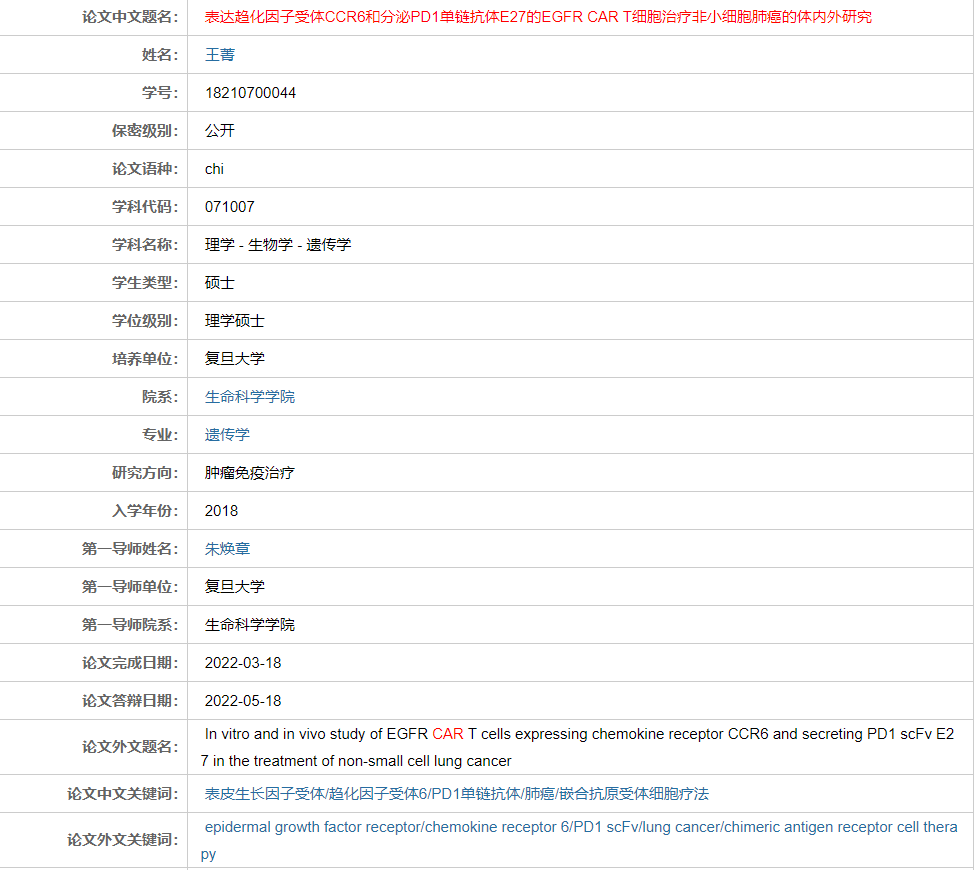 论文中文题名： 表达趋化因子受体CCR6和分泌PD1单链抗体E27的EGFR CAR T细胞治疗非小细胞肺癌的体内外研究
姓名： 王菁
学号： 18210700044
保密级别： 公开
论文语种： chi
学科代码： 071007
学科名称： 理学 - 生物学 - 遗传学
学生类型： 硕士
学位级别： 理学硕士
培养单位： 复旦大学
院系： 生命科学学院
专业： 遗传学
研究方向： 肿瘤免疫治疗
入学年份： 2018
第一导师姓名： 朱焕章
第一导师单位： 复旦大学
第一导师院系： 生命科学学院
论文完成日期： 2022-03-18
论文答辩日期： 2022-05-18
论文外文题名： In vitro and in vivo study of EGFR CAR T cells expressing chemokine receptor CCR6 and secreting PD1 scFv E2
7 in the treatment of non-small cell lung cancer
论文中文关键词： 表皮生长因子受体/趋化因子受体6/PD1单链抗体/肺癌/嵌合抗原受体细胞疗法
论文外文关键词： epidermal growth factor receptor/chemokine receptor 6/PD1 scFv/lung cancer/chimeric antigen receptor cell thera
py